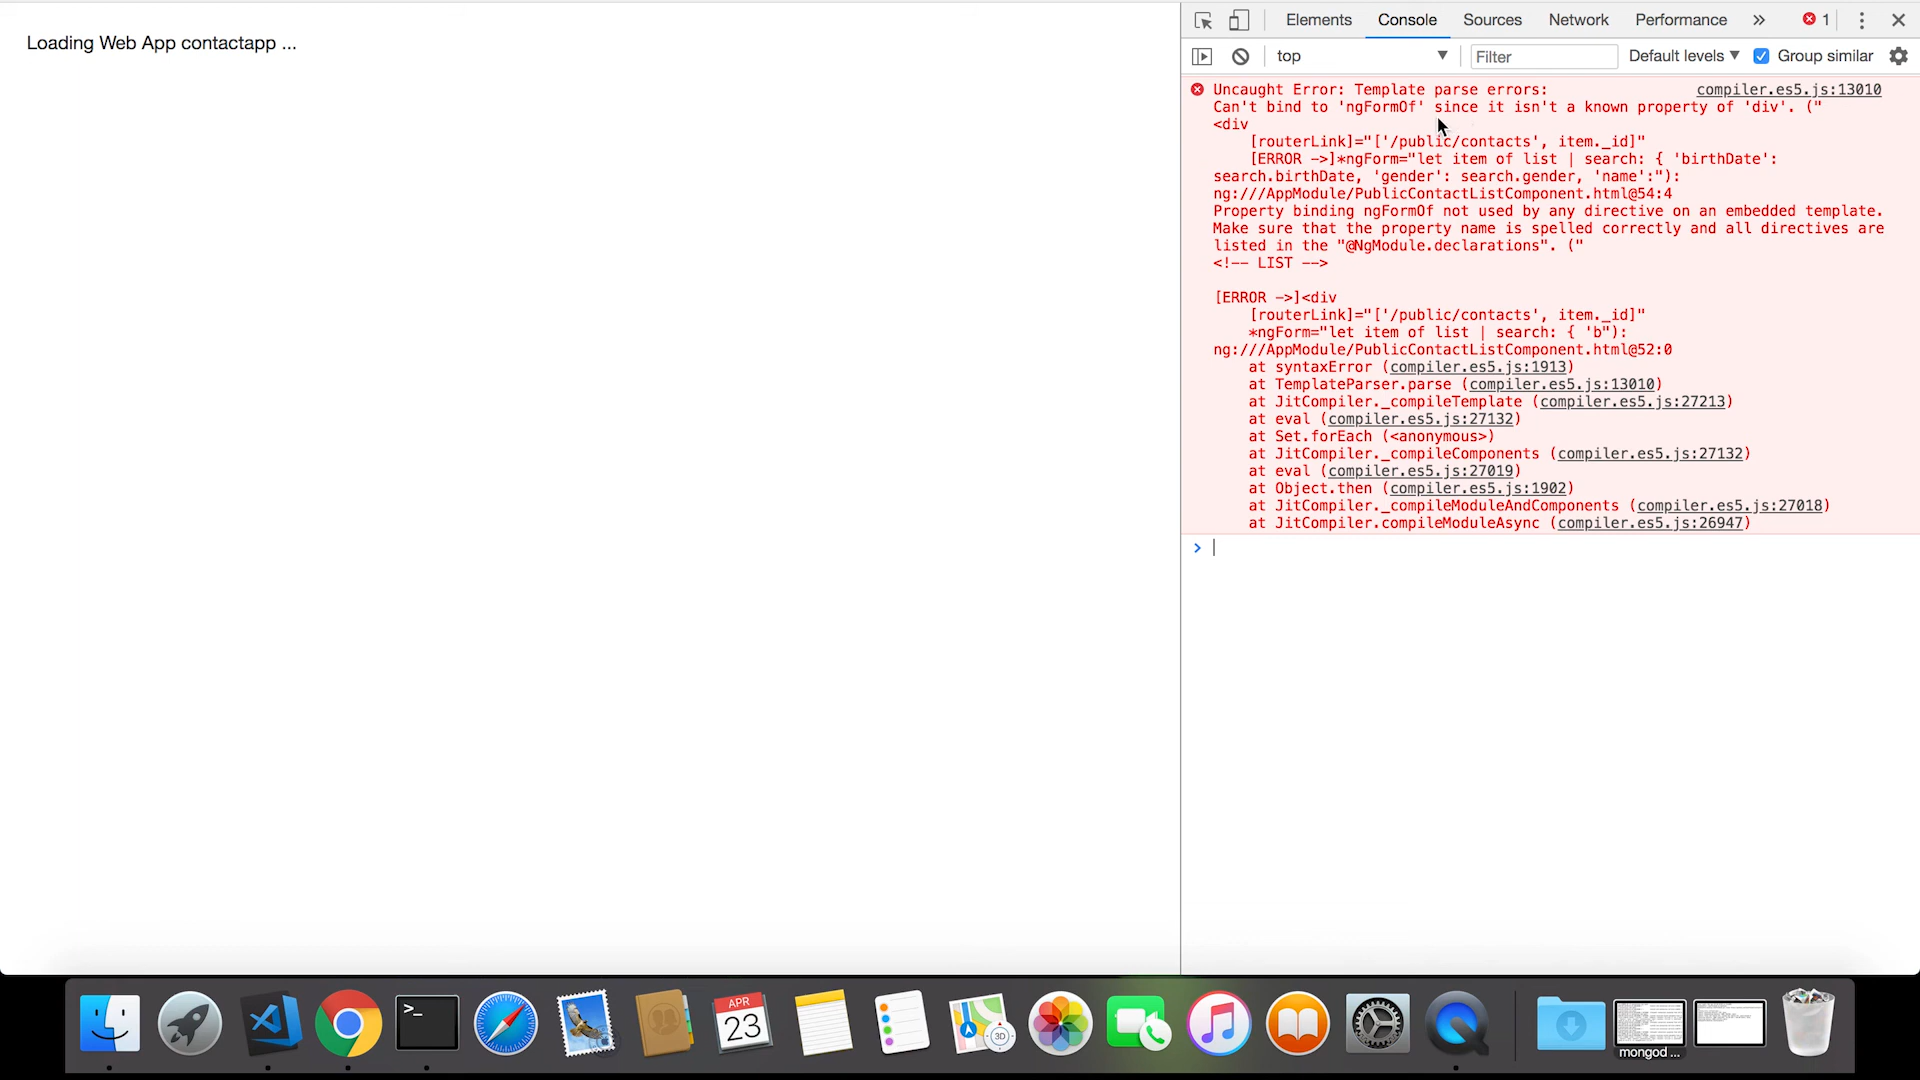 Loading Web App contactapp ...
Elements Console Sources Network Performance » 1
top Filter Default levels Group similar
Uncaught Error: Template parse errors: compiler.es5.js:13010
Can't bind to 'ngFormOf' since it isn't a known property of 'div'. ("
<div
[routerLink]="['/public/contacts', item._id]"
[ERROR ->]*ngForm="let item of list | search: { 'birthDate':
search.birthDate, 'gender': search.gender, 'name':"):
ng:///AppModule/PublicContactListComponent.html@54:4
Property binding ngFormOf not used by any directive on an embedded template.
Make sure that the property name is spelled correctly and all directives are
listed in the "@NgModule.declarations". ("
<!-- LIST -->
[ERROR ->]<div
[routerLink]="['/public/contacts', item._id]"
*ngForm="let item of list | search: { 'b"):
ng:///AppModule/PublicContactListComponent.html@52:0
at syntaxError (compiler.es5.js:1913)
at TemplateParser.parse (compiler.es5.js:13010)
at JitCompiler._compileTemplate (compiler.es5.js:27213)
at eval (compiler.es5.js:27132)
at Set.forEach (<anonymous>)
at JitCompiler._compileComponents (compiler.es5.js:27132)
at eval (compiler.es5.js:27019)
at Object.then (compiler.es5.js:1902)
at JitCompiler._compileModuleAndComponents (compiler.es5.js:27018)
at JitCompiler.compileModuleAsync (compiler.es5.js:26947)
>
>_
APR
23
3D
mongod ...